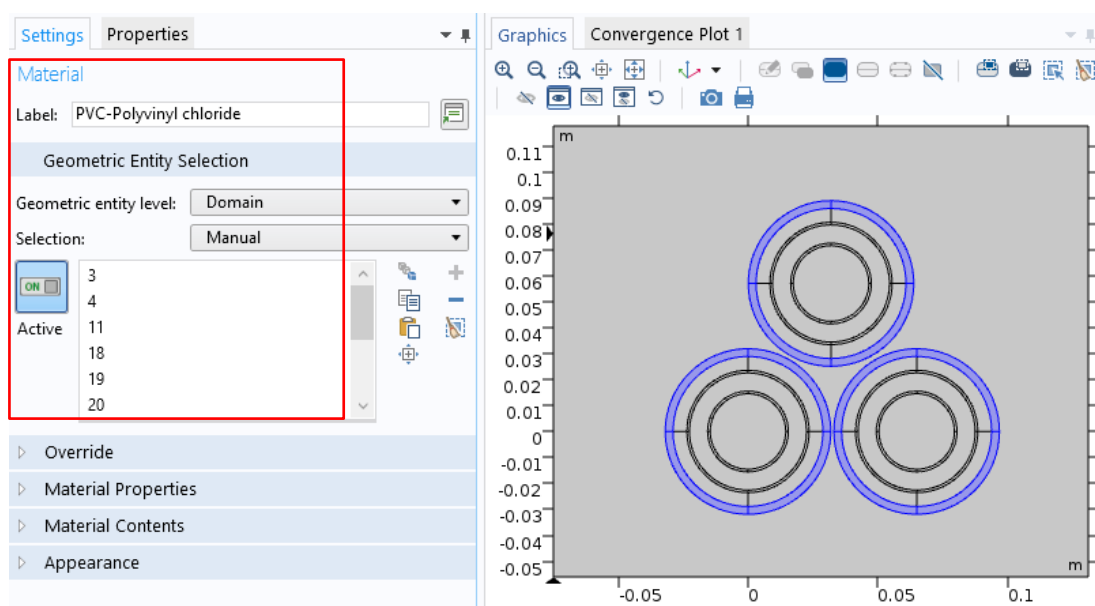 Settings Properties
Material
Label: PVC-Polyvinyl chloride
Geometric Entity Selection
Geometric entity level: Domain
Selection: Manual
ON
Active
3
4
11
18
19
20
Override
Material Properties
Material Contents
Appearance
Graphics Convergence Plot 1
m
0.11
0.1
0.09
0.08
0.07
0.06
0.05
0.04
0.03
0.02
0.01
0
-0.01
-0.02
-0.03
-0.04
-0.05
m
-0.05 0 0.05 0.1